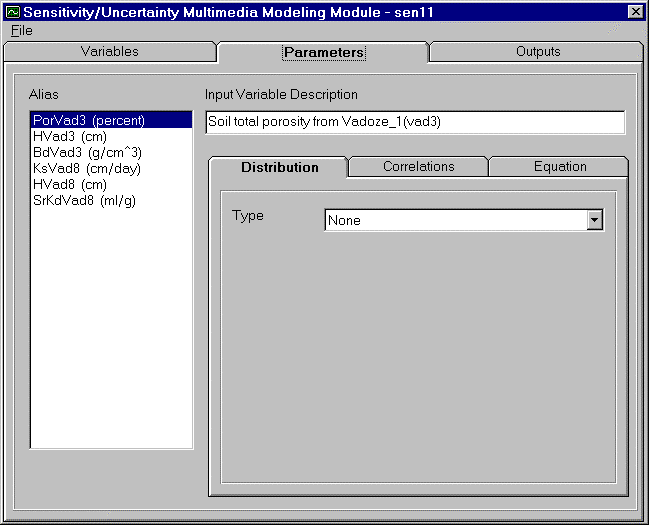 Sensitivity/Uncertainty Multimedia Modeling Module - sen11
File
Variables
Parameters
Outputs
Alias
Input Variable Description
PorVad3 (percent)
HVad3 (cm)
BdVad3 (g/cm^3)
KsVad8 (cm/day)
HVad8 (cm)
SrKdVad8 (ml/g)
Soil total porosity from Vadoze_1(vad3)
Distribution
Correlations
Equation
Type
None